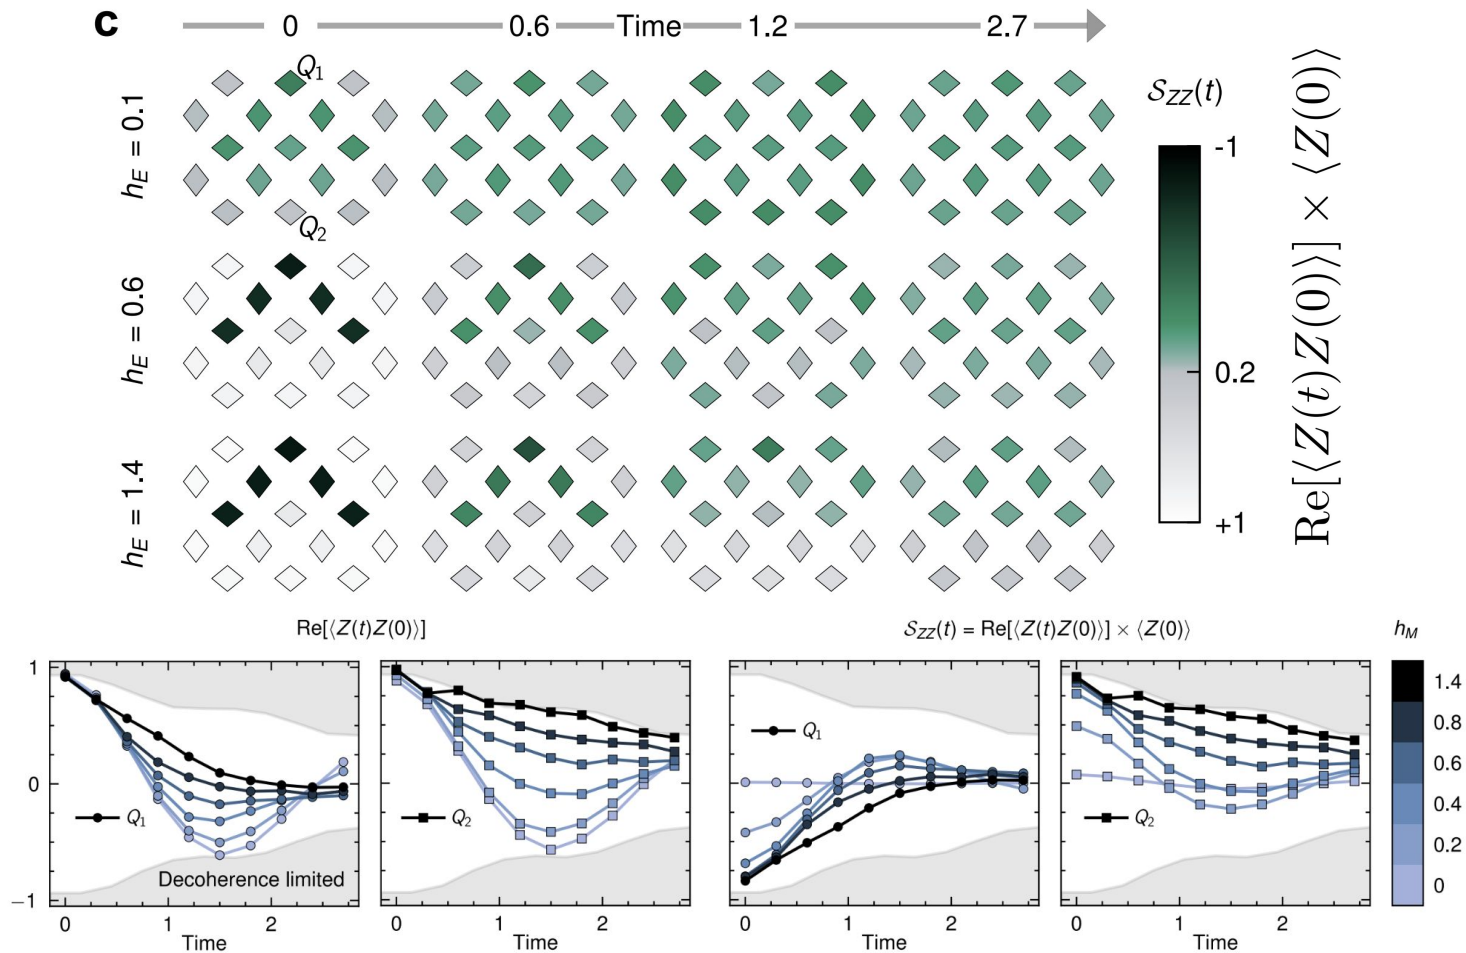 c
0 0.6 Time 1.2 2.7
Q1
Q2
hE = 0.1
hE = 0.6
hE = 1.4
SZZ(t)
-1
0.2
+1
Re[⟨Z(t)Z(0)⟩] × ⟨Z(0)⟩
Re[⟨Z(t)Z(0)⟩]
SZZ(t) = Re[⟨Z(t)Z(0)⟩] × ⟨Z(0)⟩
hM
1
0
−1
Q1
Decoherence limited
0 1 2
Time
Q2
0 2
Time
Q1
0 1 2
Time
Q2
0 1 2
Time
1.4
0.8
0.6
0.4
0.2
0